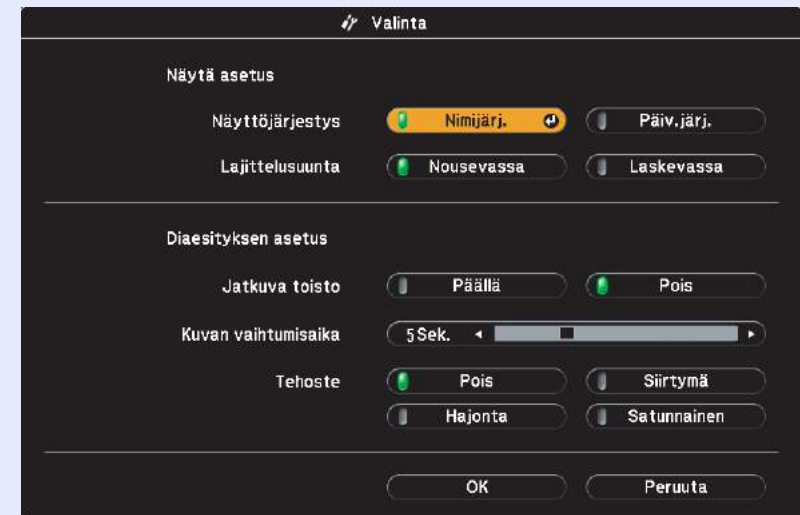 Valinta
Näytä asetus
Näyttöjärjestys Nimijärj. Päiv.järj.
Lajittelusuunta Nousevassa Laskevassa
Diaesityksen asetus
Jatkuva toisto Päällä Pois
Kuvan vaihtumisaika 5Sek.
Tehoste Pois Siirtymä
Hajonta Satunnainen
OK Peruuta